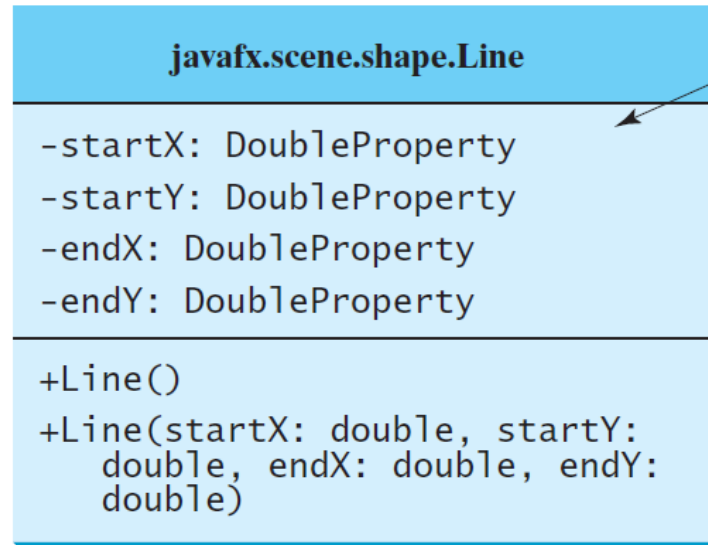 javafx.scene.shape.Line
-startX: DoubleProperty
-startY: DoubleProperty
-endX: DoubleProperty
-endY: DoubleProperty
+Line()
+Line(startX: double, startY:
double, endX: double, endY:
double)